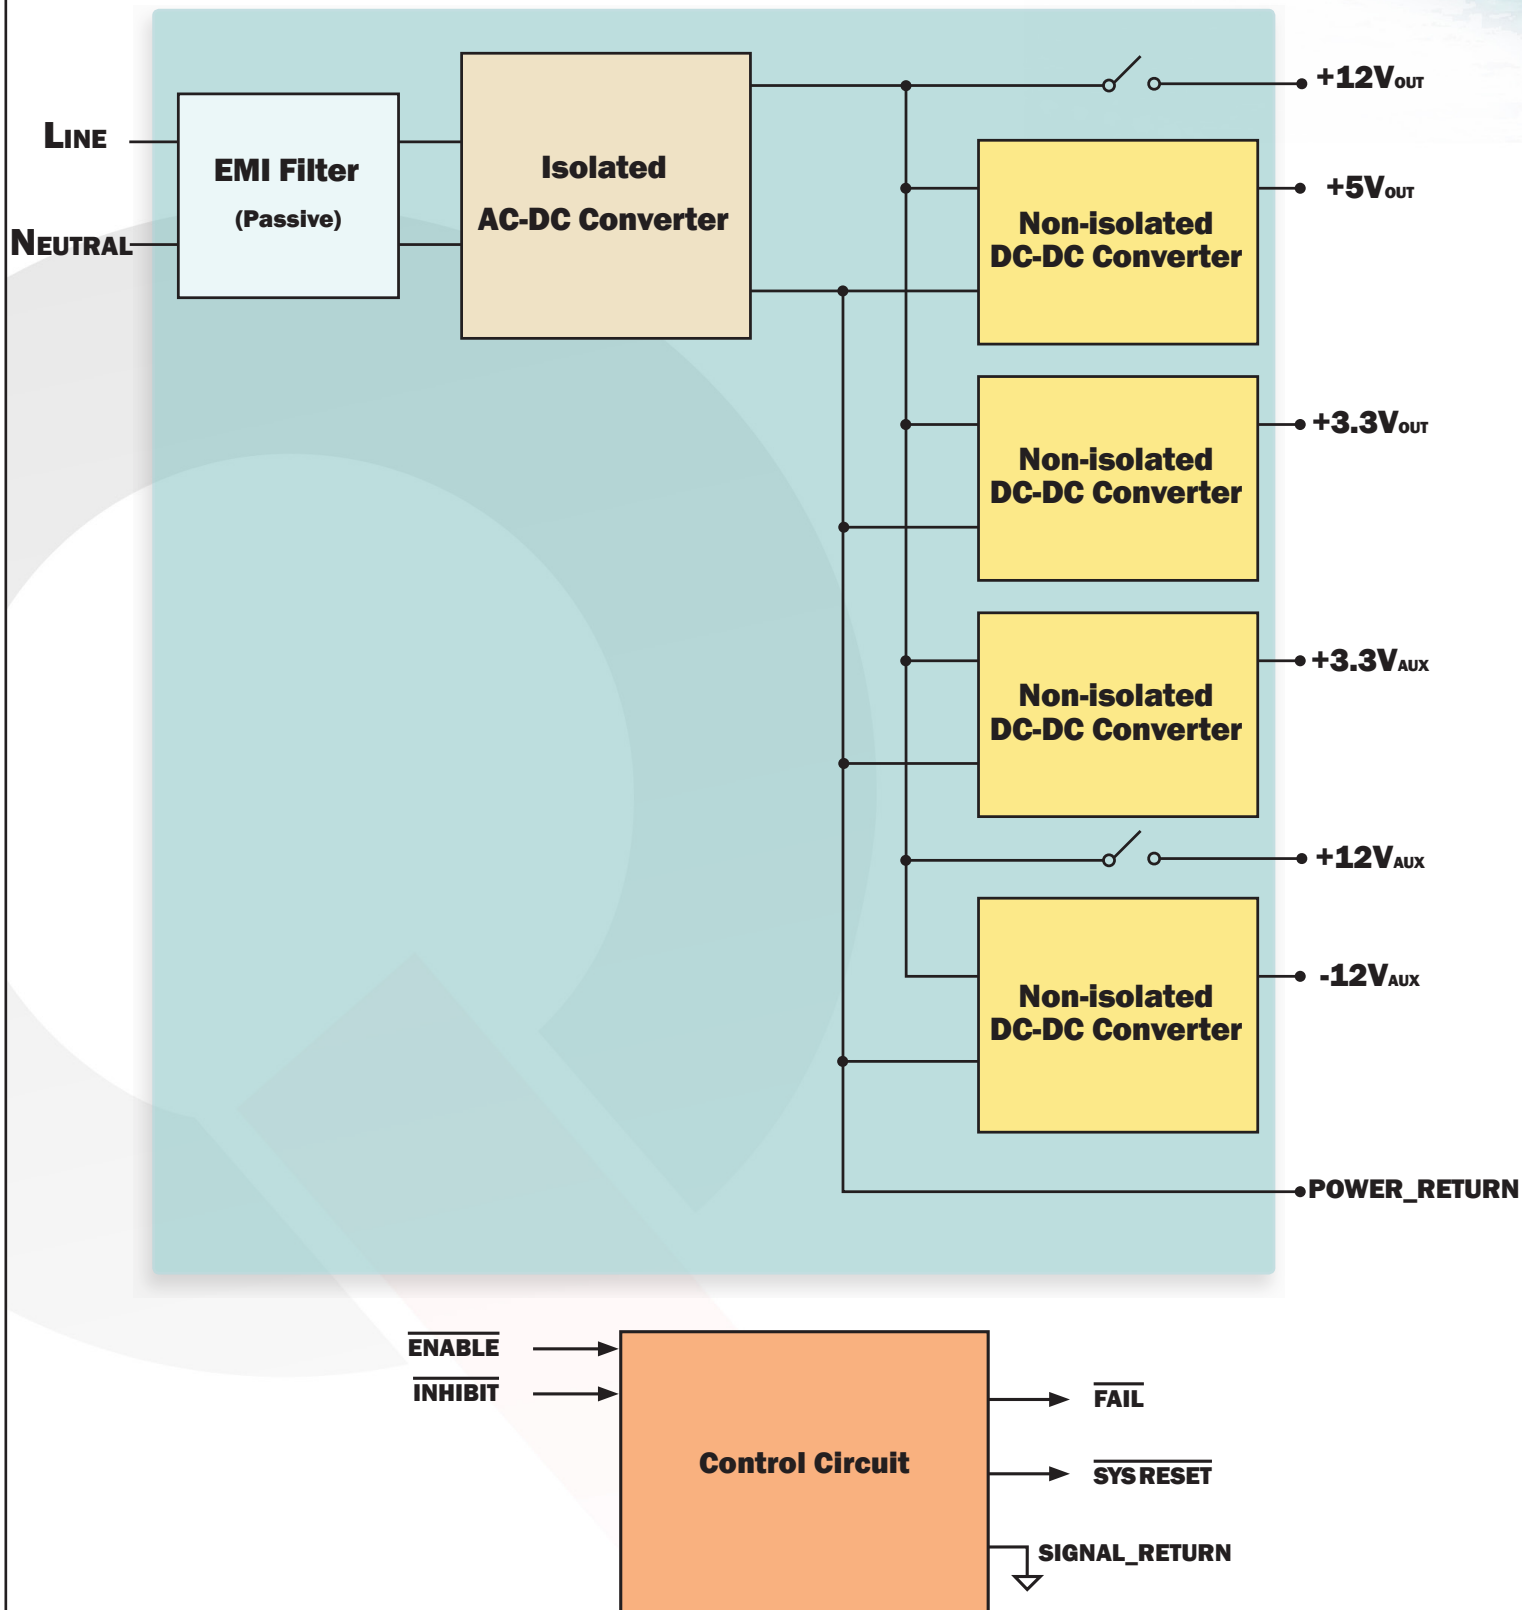 LINE
NEUTRAL
EMI Filter
(Passive)
Isolated
AC-DC Converter
+12VOUT
Non-isolated
DC-DC Converter
+5VOUT
Non-isolated
DC-DC Converter
+3.3VOUT
Non-isolated
DC-DC Converter
+3.3VAUX
+12VAUX
Non-isolated
DC-DC Converter
-12VAUX
POWER_RETURN
ENABLE
INHIBIT
Control Circuit
FAIL
SYS RESET
SIGNAL_RETURN